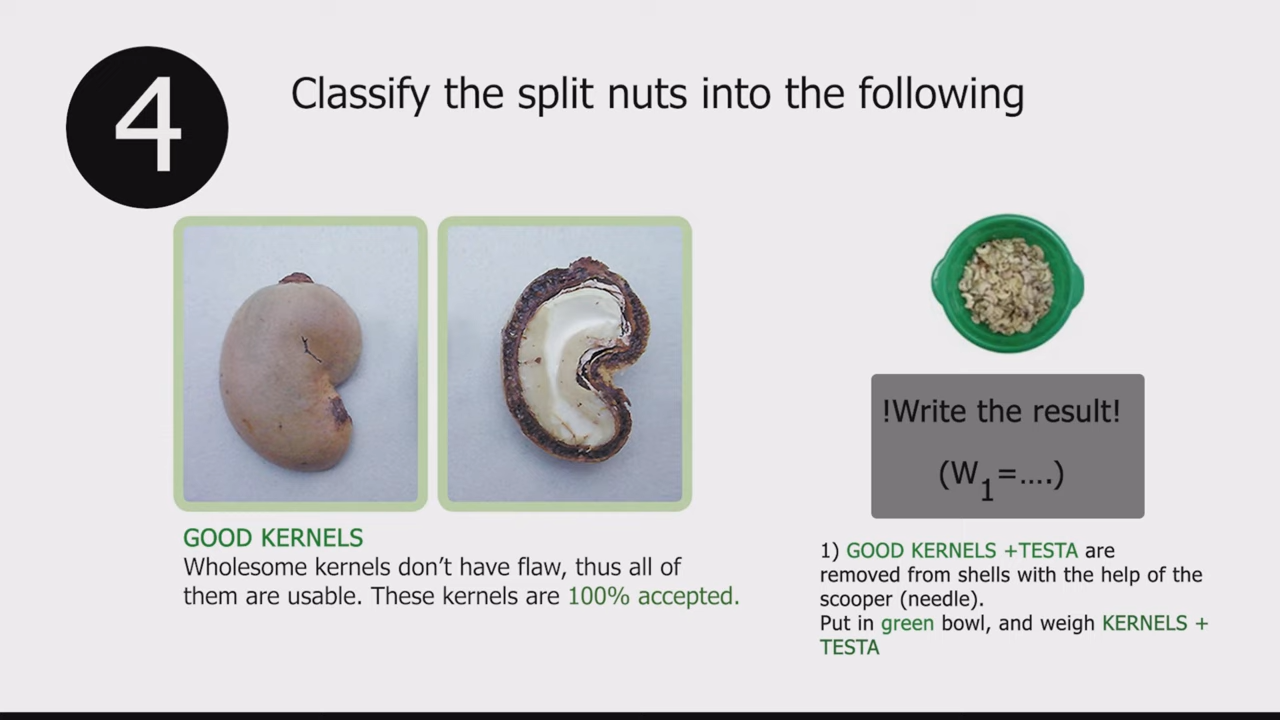 4
Classify the split nuts into the following
GOOD KERNELS
Wholesome kernels don’t have flaw, thus all of
them are usable. These kernels are 100% accepted.
!Write the result!
(W1=....)
1) GOOD KERNELS +TESTA are
removed from shells with the help of the
scooper (needle).
Put in green bowl, and weigh KERNELS +
TESTA